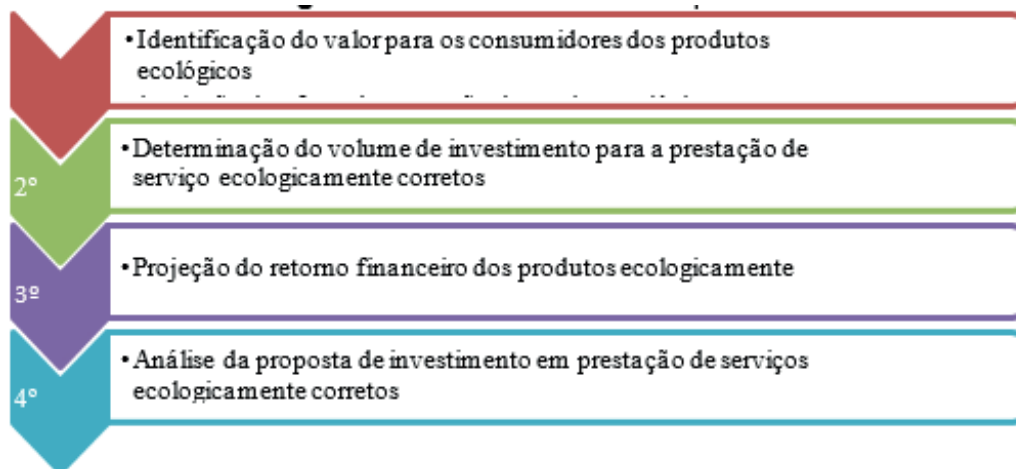 •Identificação do valor para os consumidores dos produtos
ecológicos
2º
•Determinação do volume de investimento para a prestação de
serviço ecologicamente corretos
3º
•Projeção do retorno financeiro dos produtos ecologicamente
4º
•Análise da proposta de investimento em prestação de serviços
ecologicamente corretos